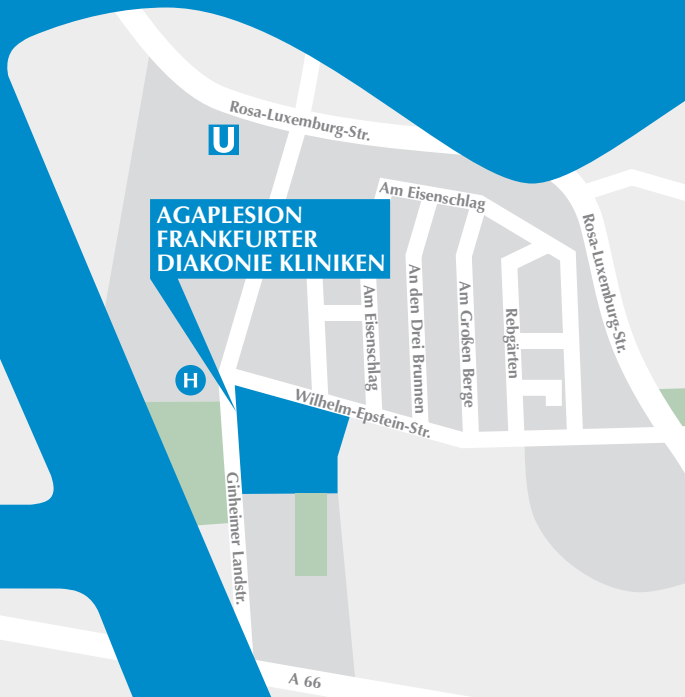 Rosa-Luxemburg-Str.
U
Am Eisenschlag
AGAPLESION
FRANKFURTER
DIAKONIE KLINIKEN
Rosa-Luxemburg-Str.
Am Eisenschlag
An den Drei Brunnen
Am Großen Berge
Rebgärten
H
Wilhelm-Epstein-Str.
Ginheimer Landstr.
A 66